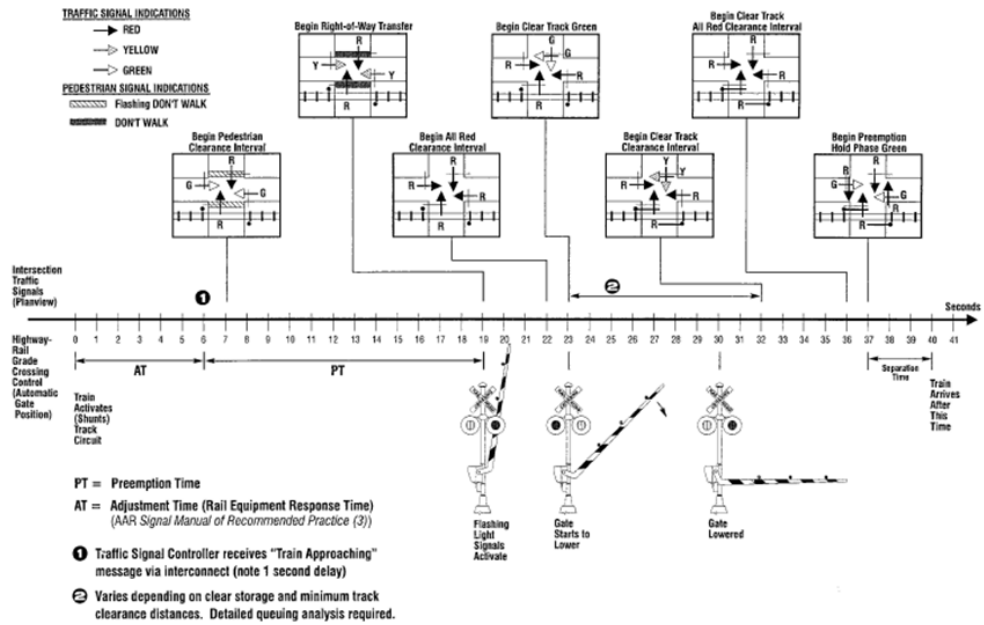 TRAFFIC SIGNAL INDICATIONS
RED
YELLOW
GREEN
PEDESTRIAN SIGNAL INDICATIONS
Flashing DON'T WALK
DON'T WALK
Begin Right-of-Way Transfer
R
Y
Y
R
Begin Clear Track Green
G
G
R
R
R
Begin Clear Track
All Red Clearance Interval
R
R
R
R
Begin Pedestrian
Clearance Interval
R
G
G
R
Begin All Red
Clearance Interval
R
R
R
R
Begin Clear Track
Clearance Interval
Y
Y
R
R
R
Begin Preemption
Hold Phase Green
R
R
G
G
R
Intersection
Traffic
Signals
(Planview)
1
2
Seconds
0 1 2 3 4 5 6 7 8 9 10 11 12 13 14 15 16 17 18 19 20 21 22 23 24 25 26 27 28 29 30 31 32 33 34 35 36 37 38 39 40 41
Highway-
Rail
Grade
Crossing
Control
(Automatic
Gate
Position)
AT
PT
Separation
Time
Train
Activates
(Shunts)
Track
Circuit
Train
Arrives
After
This
Time
Flashing
Light
Signals
Activate
Gate
Starts to
Lower
Gate
Lowered
PT = Preemption Time
AT = Adjustment Time (Rail Equipment Response Time)
(AAR Signal Manual of Recommended Practice (3))
1 Traffic Signal Controller receives "Train Approaching"
message via interconnect (note 1 second delay)
2 Varies depending on clear storage and minimum track
clearance distances. Detailed queuing analysis required.